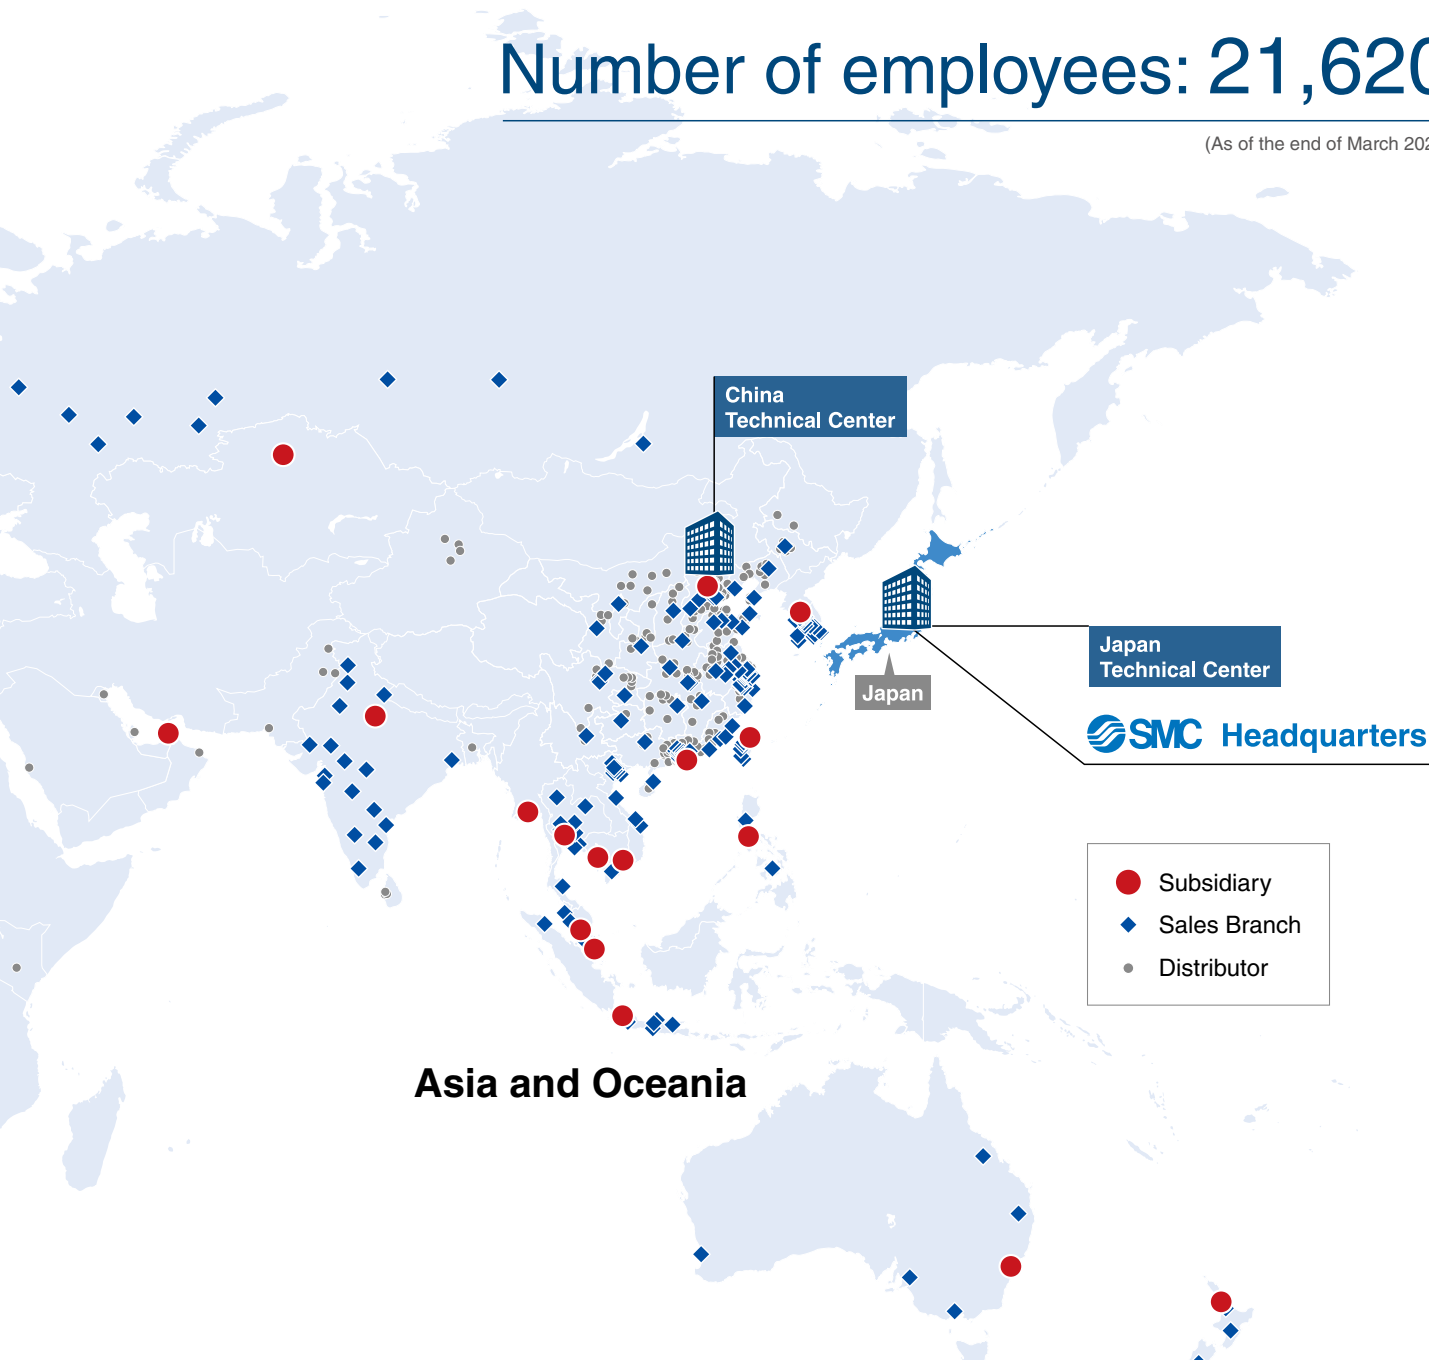 Number of employees: 21,620
(As of the end of March 202
China
Technical Center
Japan
Technical Center
Japan
SMC Headquarters
Subsidiary
Sales Branch
Distributor
Asia and Oceania